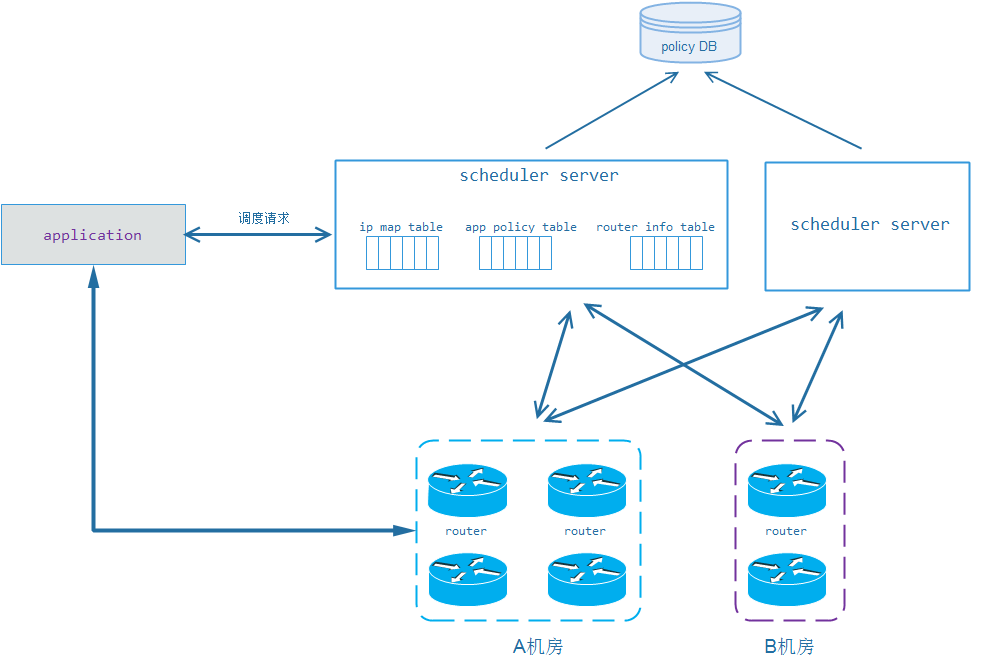 policy DB
scheduler server
scheduler server
调度请求
application
ip map table
app policy table
router info table
router
router
router
A机房
B机房